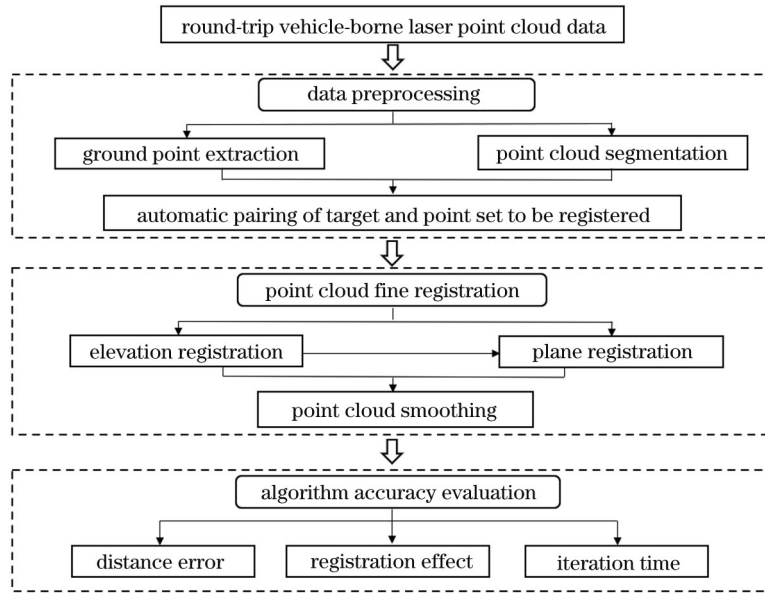 round-trip vehicle-borne laser point cloud data
data preprocessing
ground point extraction
point cloud segmentation
automatic pairing of target and point set to be registered
point cloud fine registration
elevation registration
plane registration
point cloud smoothing
algorithm accuracy evaluation
distance error
registration effect
iteration time